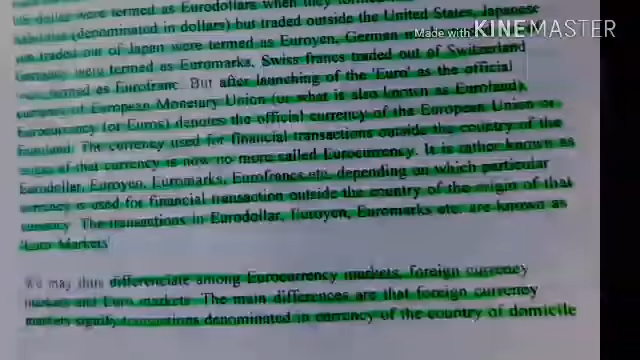 US dollar were termed as Eurodollars when they
(denominated in dollars) but traded outside the United States, Japanese
yen traded out of Japan were termed as Euroyen, German
Germany were termed as Euromarks, Swiss francs traded out of Switzerland
termed as Eurofranc. But after launching of the 'Euro' as the official
currency of European Monetary Union (or what is also known as Euroland),
Eurocurrency (or Euros) denotes the official currency of the European Union or
Euroland. The currency used for financial transactions outside the country of the
origin of that currency is now no more called Eurocurrency. It is rather known as
Eurodollar, Euroyen, Euromarks, Eurofrancs etc. depending on which particular
currency is used for financial transaction outside the country of the origin of that
currency. The transactions in Eurodollar, Euroyen, Euromarks etc. are known as
'Euro Markets'
We may thus differenciate among Eurocurrency markets, foreign currency
markets and Euro markets. The main differences are that foreign currency
markets signify transactions denominated in currency of the country of domicile
Made with KINEMASTER